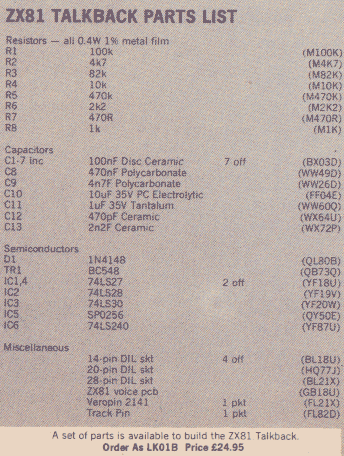 ZX81 TALKBACK PARTS LIST
Resistors — all 0.4W 1% metal film
R1 100k (M100K)
R2 4k7 (M4K7)
R3 82k (M82K)
R4 10k (M10K)
R5 470k (M470K)
R6 2k2 (M2K2)
R7 470R (M470R)
R8 1k (M1K)
Capacitors
C1-7 inc 100nF Disc Ceramic 7 off (BX03D)
C8 470nF Polycarbonate (WW49D)
C9 4n7F Polycarbonate (WW26D)
C10 10uF 35V PC Electrolytic (FF04E)
C11 1uF 35V Tantalum (WW60Q)
C12 470pF Ceramic (WX64U)
C13 2n2F Ceramic (WX72P)
Semiconductors
D1 1N4148 (QL80B)
TR1 BC548 (QB73Q)
IC1,4 74LS27 2 off (YF18U)
IC2 74LS28 (YF19V)
IC3 74LS30 (YF20W)
IC5 SP0256 (QY50E)
IC6 74LS240 (YF87U)
Miscellaneous
14-pin DIL skt 4 off (BL18U)
20-pin DIL skt (HQ77J)
28-pin DIL skt (BL21X)
ZX81 voice pcb (GB18U)
Veropin 2141 1 pkt (FL21X)
Track Pin 1 pkt (FL82D)
A set of parts is available to build the ZX81 Talkback.
Order As LK01B Price £24.95